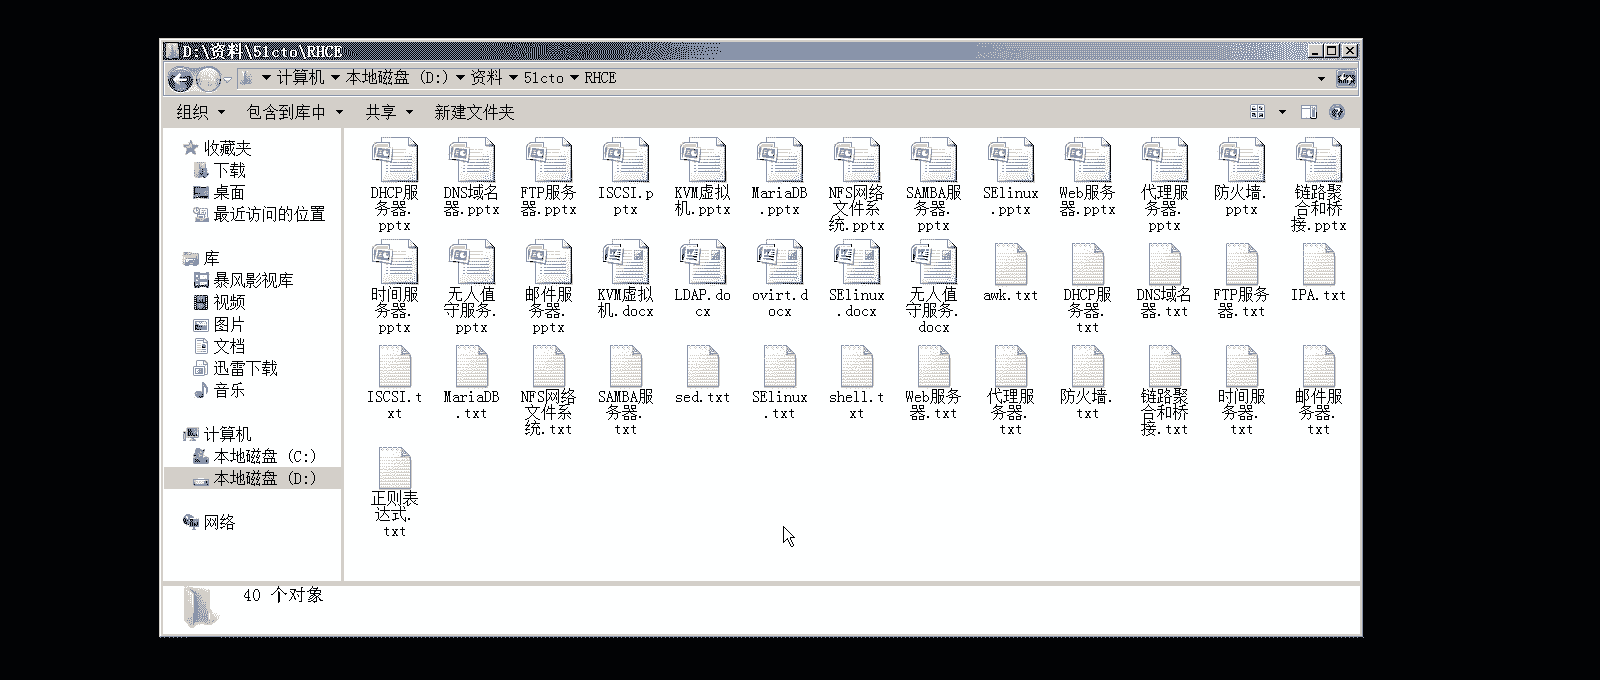 D:\资料\51cto\RHCE
计算机 本地磁盘 (D:) 资料 51cto RHCE
组织 包含到库中 共享 新建文件夹
收藏夹
下载
桌面
最近访问的位置
库
暴风影视库
视频
图片
文档
迅雷下载
音乐
计算机
本地磁盘 (C:)
本地磁盘 (D:)
网络
DHCP服
务器.
pptx
DNS域名
器.pptx
FTP服务
器.pptx
ISCSI.p
ptx
KVM虚拟
机.pptx
MariaDB
.pptx
NFS网络
文件系
统.pptx
SAMBA服
务器.
pptx
SElinux
.pptx
Web服务
器.pptx
代理服
务器.
pptx
防火墙.
pptx
链路聚
合和桥
接.pptx
时间服
务器.
pptx
无人值
守服务.
pptx
邮件服
务器.
pptx
KVM虚拟
机.docx
LDAP.do
cx
ovirt.d
ocx
SElinux
.docx
无人值
守服务.
docx
awk.txt
DHCP服
务器.
txt
DNS域名
器.txt
FTP服务
器.txt
IPA.txt
ISCSI.t
xt
MariaDB
.txt
NFS网络
文件系
统.txt
SAMBA服
务器.
txt
sed.txt
SElinux
.txt
shell.t
xt
Web服务
器.txt
代理服
务器.
txt
防火墙.
txt
链路聚
合和桥
接.txt
时间服
务器.
txt
邮件服
务器.
txt
正则表
达式.
txt
40 个对象